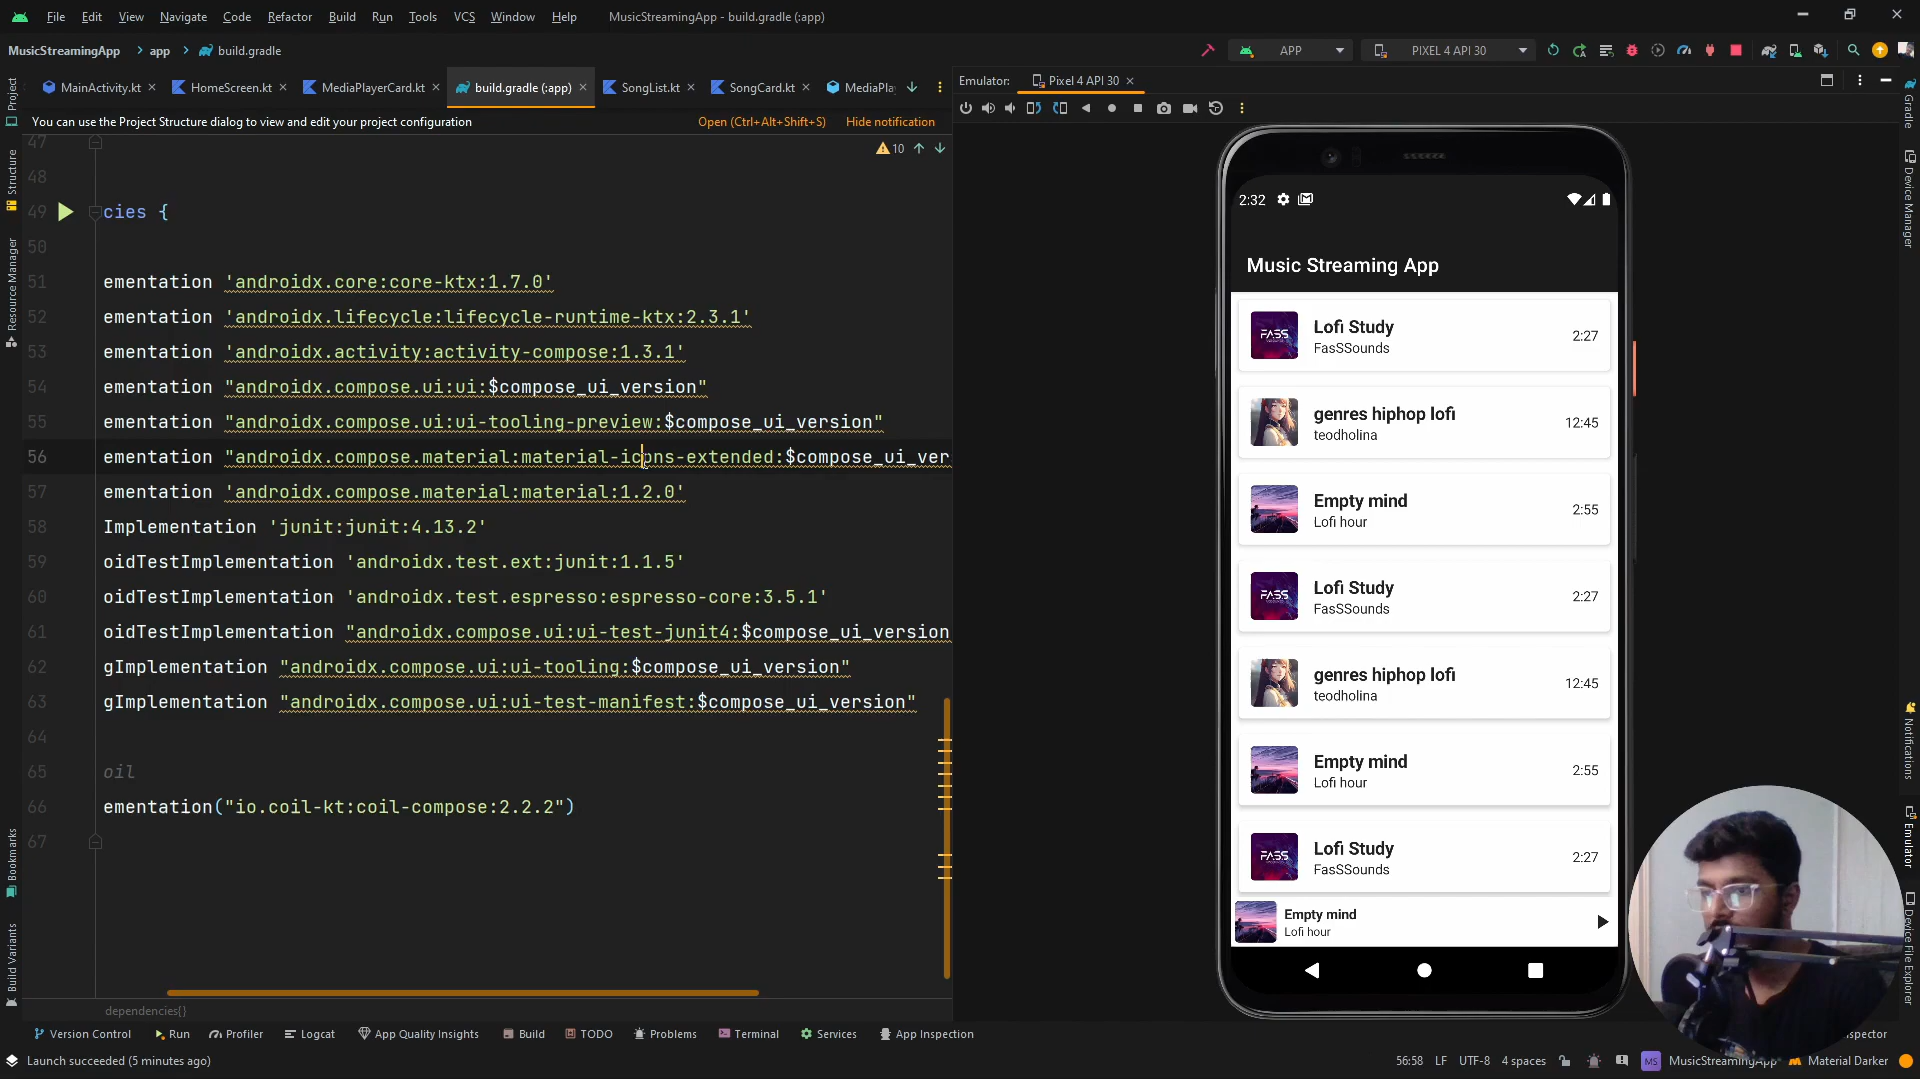 File Edit View Navigate Code Refactor Build Run Tools VCS Window Help MusicStreamingApp - build.gradle (:app)
MusicStreamingApp app build.gradle APP PIXEL 4 API 30
MainActivity.kt HomeScreen.kt MediaPlayerCard.kt build.gradle (:app) SongList.kt SongCard.kt MediaPla
Emulator: Pixel 4 API 30
You can use the Project Structure dialog to view and edit your project configuration Open (Ctrl+Alt+Shift+S) Hide notification
10
47
48
49 cies {
50
51 ementation 'androidx.core:core-ktx:1.7.0'
52 ementation 'androidx.lifecycle:lifecycle-runtime-ktx:2.3.1'
53 ementation 'androidx.activity:activity-compose:1.3.1'
54 ementation "androidx.compose.ui:ui:$compose_ui_version"
55 ementation "androidx.compose.ui:ui-tooling-preview:$compose_ui_version"
56 ementation "androidx.compose.material:material-icons-extended:$compose_ui_ver
57 ementation 'androidx.compose.material:material:1.2.0'
58 Implementation 'junit:junit:4.13.2'
59 oidTestImplementation 'androidx.test.ext:junit:1.1.5'
60 oidTestImplementation 'androidx.test.espresso:espresso-core:3.5.1'
61 oidTestImplementation "androidx.compose.ui:ui-test-junit4:$compose_ui_version
62 gImplementation "androidx.compose.ui:ui-tooling:$compose_ui_version"
63 gImplementation "androidx.compose.ui:ui-test-manifest:$compose_ui_version"
64
65 oil
66 ementation("io.coil-kt:coil-compose:2.2.2")
67
dependencies{}
Project
Structure
Resource Manager
Bookmarks
Build Variants
2:32
Music Streaming App
Lofi Study
FasSSounds
2:27
genres hiphop lofi
teodholina
12:45
Empty mind
Lofi hour
2:55
Lofi Study
FasSSounds
2:27
genres hiphop lofi
teodholina
12:45
Empty mind
Lofi hour
2:55
Lofi Study
FasSSounds
2:27
Empty mind
Lofi hour
Gradle
Device Manager
Notifications
Emulator
Device File Explorer
Version Control Run Profiler Logcat App Quality Insights Build TODO Problems Terminal Services App Inspection spector
Launch succeeded (5 minutes ago) 56:58 LF UTF-8 4 spaces MS MusicStreamingApp Material Darker